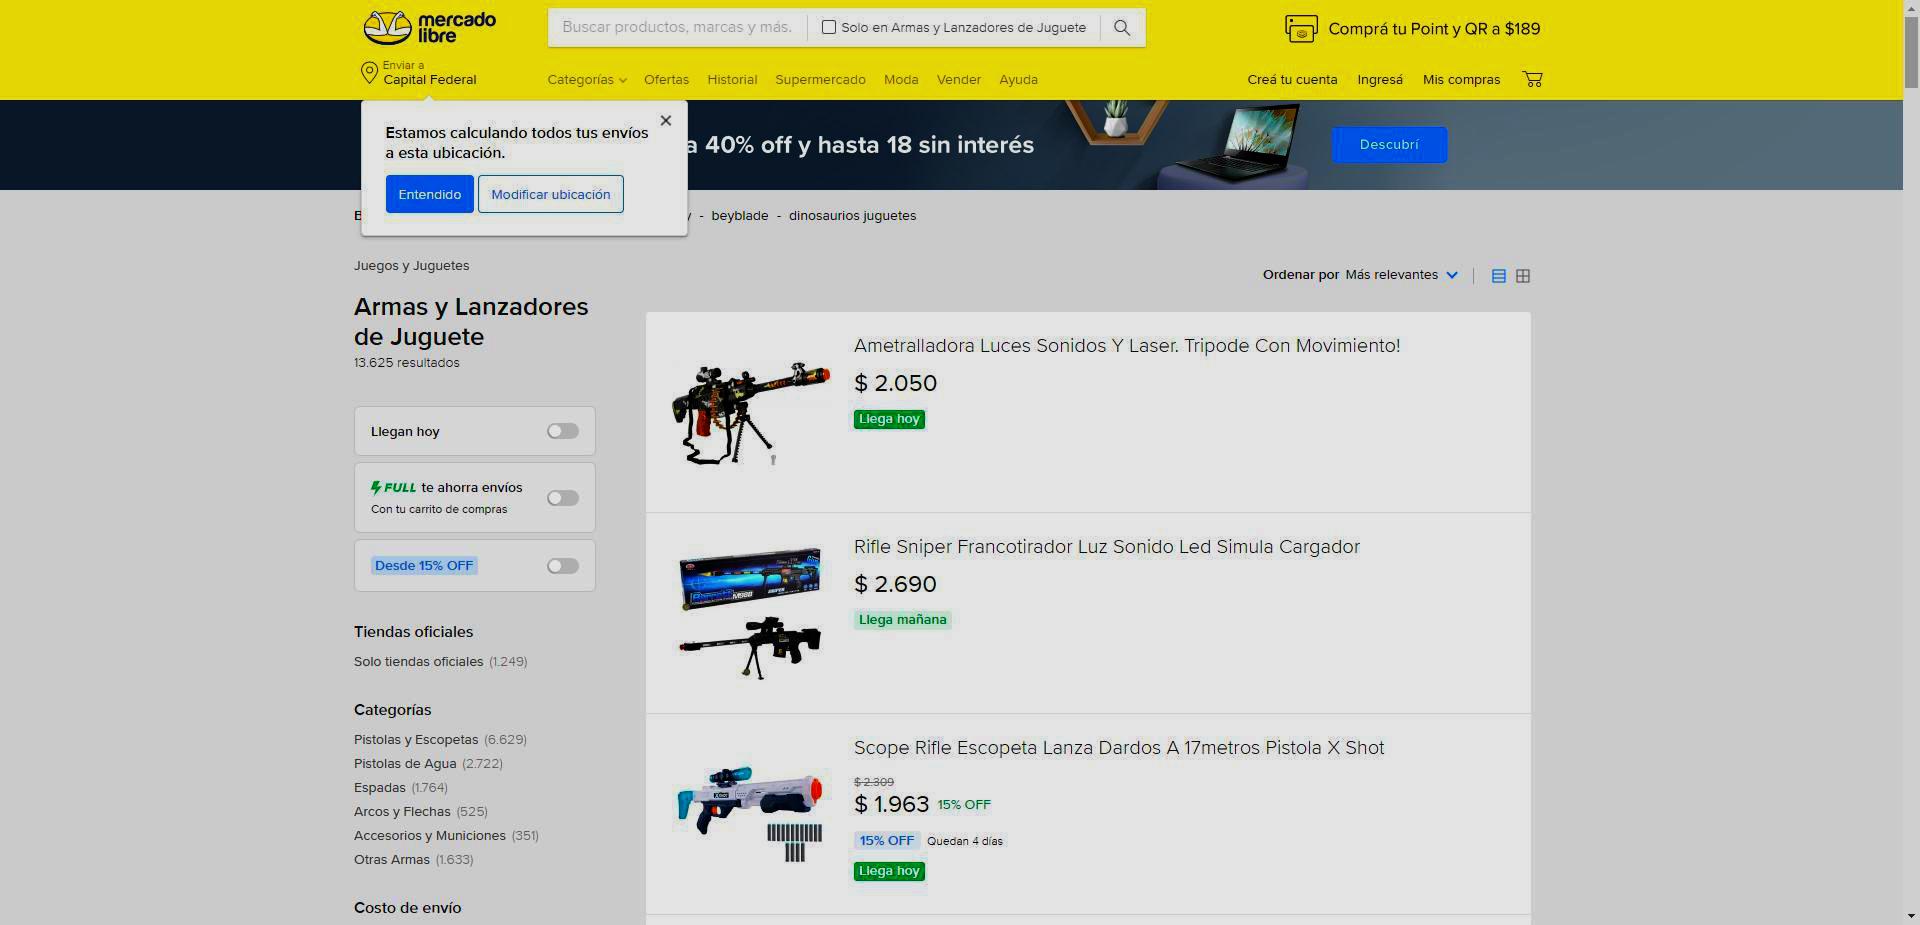 mercado
libre
Buscar productos, marcas y más.
Solo en Armas y Lanzadores de Juguete
Comprá tu Point y QR a $189
Enviar a
Capital Federal
Categorías
Ofertas
Historial
Supermercado
Moda
Vender
Ayuda
Creá tu cuenta
Ingresá
Mis compras
Estamos calculando todos tus envíos
a esta ubicación.
Entendido
Modificar ubicación
a 40% off y hasta 18 sin interés
Descubrí
- beyblade - dinosaurios juguetes
Juegos y Juguetes
Ordenar por Más relevantes
Armas y Lanzadores
de Juguete
13.625 resultados
Llegan hoy
FULL te ahorra envíos
Con tu carrito de compras
Desde 15% OFF
Tiendas oficiales
Solo tiendas oficiales (1.249)
Categorías
Pistolas y Escopetas (6.629)
Pistolas de Agua (2.722)
Espadas (1.764)
Arcos y Flechas (525)
Accesorios y Municiones (351)
Otras Armas (1.633)
Costo de envío
Ametralladora Luces Sonidos Y Laser. Tripode Con Movimiento!
$ 2.050
Llega hoy
Rifle Sniper Francotirador Luz Sonido Led Simula Cargador
$ 2.690
Llega mañana
Scope Rifle Escopeta Lanza Dardos A 17metros Pistola X Shot
$ 2.309
$ 1.963 15% OFF
15% OFF Quedan 4 días
Llega hoy